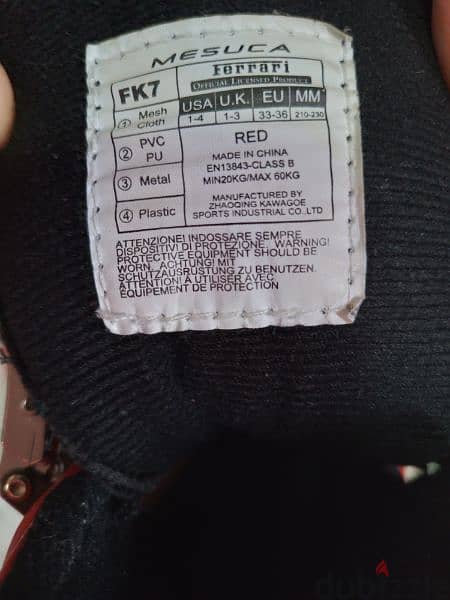 MESUCA
FK7
Ferrari
OFFICIAL LICENSED PRODUCT
USA U.K. EU MM
1-4 1-3 33-36 210-230
① Mesh Cloth
② PVC PU
③ Metal
④ Plastic
RED
MADE IN CHINA
EN13843-CLASS B
MIN20KG/MAX 60KG
MANUFACTURED BY
ZHAOQING KAWAGOE
SPORTS INDUSTRIAL CO.,LTD
ATTENZIONE! INDOSSARE SEMPRE
DISPOSITIVI DI PROTEZIONE, WARNING!
PROTECTIVE EQUIPMENT SHOULD BE
WORN. ACHTUNG! MIT
SCHUTZAUSRUSTUNG ZU BENUTZEN.
ATTENTION! À UTILISER AVEC
EQUIPEMENT DE PROTECTION
dubizzle